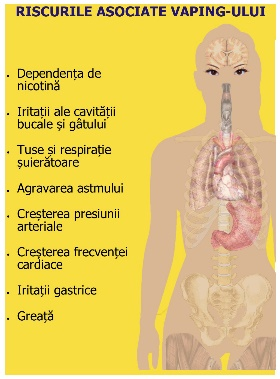 RISCURILE ASOCIATE VAPING-ULUI
• Dependența de
nicotină
• Iritații ale cavității
bucale și gâtului
• Tuse și respirație
șuierătoare
• Agravarea astmului
• Creșterea presiunii
arteriale
• Creșterea frecvenței
cardiace
• Iritații gastrice
• Greață